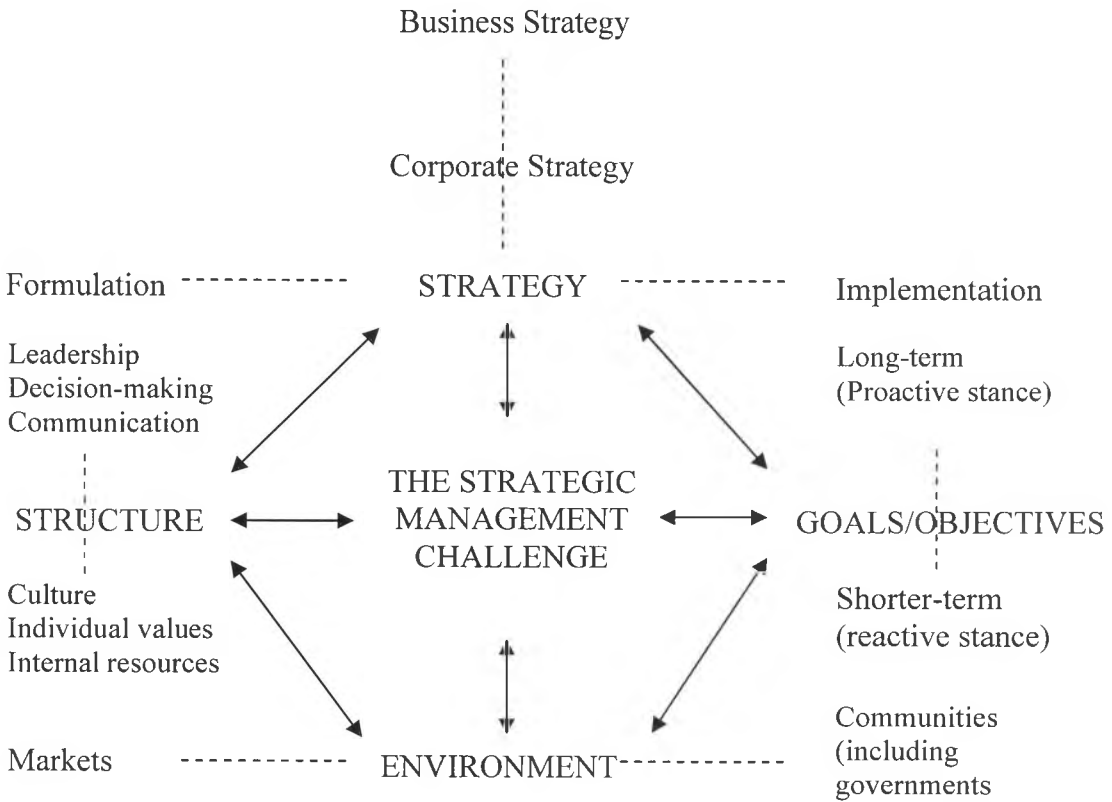 Business Strategy
Corporate Strategy
Formulation
STRATEGY
Implementation
Leadership
Decision-making
Communication
Long-term
(Proactive stance)
STRUCTURE
THE STRATEGIC
MANAGEMENT
CHALLENGE
GOALS/OBJECTIVES
Culture
Individual values
Internal resources
Shorter-term
(reactive stance)
Markets
ENVIRONMENT
Communities
(including
governments